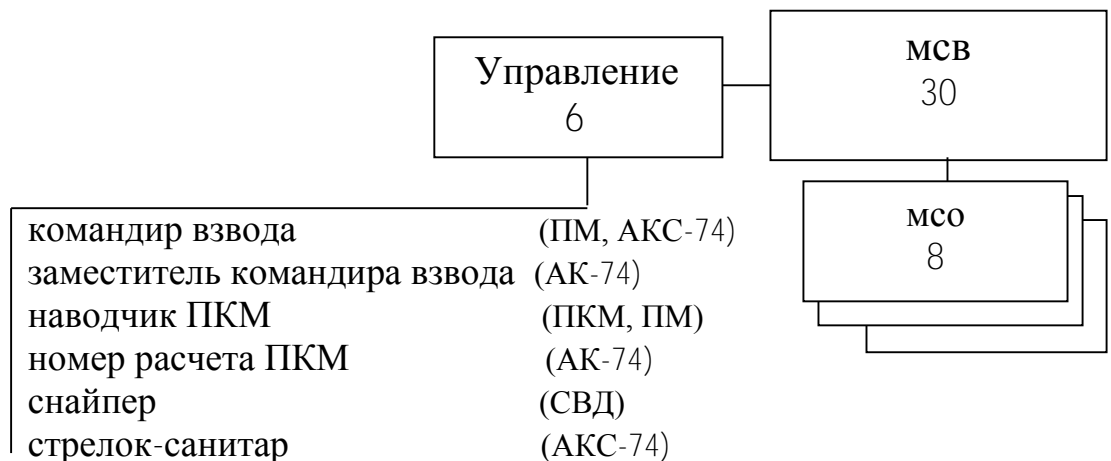 Управление
6
мсв
30
мсо
8
командир взвода (ПМ, АКС-74)
заместитель командира взвода (АК-74)
наводчик ПКМ (ПКМ, ПМ)
номер расчета ПКМ (АК-74)
снайпер (СВД)
стрелок-санитар (АКС-74)